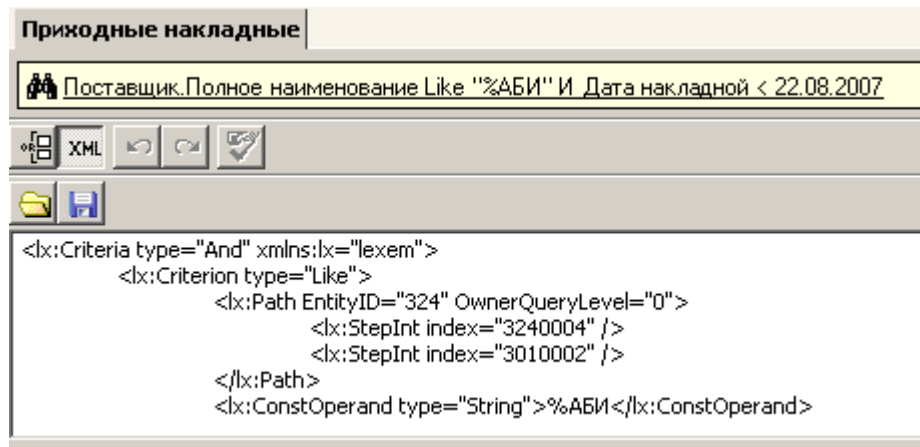 Приходные накладные
Поставщик.Полное наименование Like "%АБИ" И Дата накладной < 22.08.2007
OR XML
<lx:Criteria type="And" xmlns:lx="lexem">
<lx:Criterion type="Like">
<lx:Path EntityID="324" OwnerQueryLevel="0">
<lx:StepInt index="3240004" />
<lx:StepInt index="3010002" />
</lx:Path>
<lx:ConstOperand type="String">%АБИ</lx:ConstOperand>